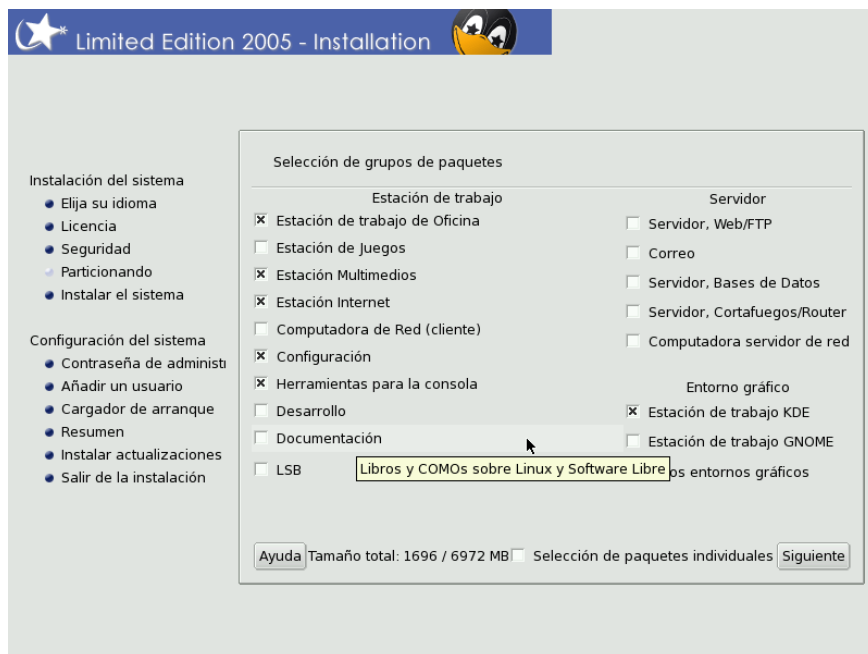 Limited Edition 2005 - Installation
Instalación del sistema
Elija su idioma
Licencia
Seguridad
Particionando
Instalar el sistema
Configuración del sistema
Contraseña de administ
Añadir un usuario
Cargador de arranque
Resumen
Instalar actualizaciones
Salir de la instalación
Selección de grupos de paquetes
Estación de trabajo
Estación de trabajo de Oficina
Estación de Juegos
Estación Multimedios
Estación Internet
Computadora de Red (cliente)
Configuración
Herramientas para la consola
Desarrollo
Documentación
LSB
Libros y COMOs sobre Linux y Software Libre
Servidor
Servidor, Web/FTP
Correo
Servidor, Bases de Datos
Servidor, Cortafuegos/Router
Computadora servidor de red
Entorno gráfico
Estación de trabajo KDE
Estación de trabajo GNOME
os entornos gráficos
Ayuda
Tamaño total: 1696 / 6972 MB
Selección de paquetes individuales
Siguiente